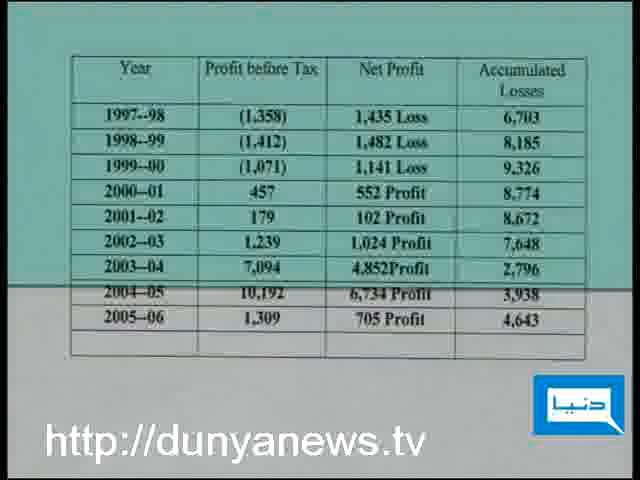 Year Profit before Tax Net Profit Accumulated Losses
1997--98 (1,358) 1,435 Loss 6,703
1998--99 (1,412) 1,482 Loss 8,185
1999--00 (1,071) 1,141 Loss 9,326
2000--01 457 552 Profit 8,774
2001--02 179 102 Profit 8,672
2002--03 1,239 1,024 Profit 7,648
2003--04 7,094 4,852Profit 2,796
2004--05 10,192 6,734 Profit 3,938
2005--06 1,309 705 Profit 4,643
دنیا
http://dunyanews.tv